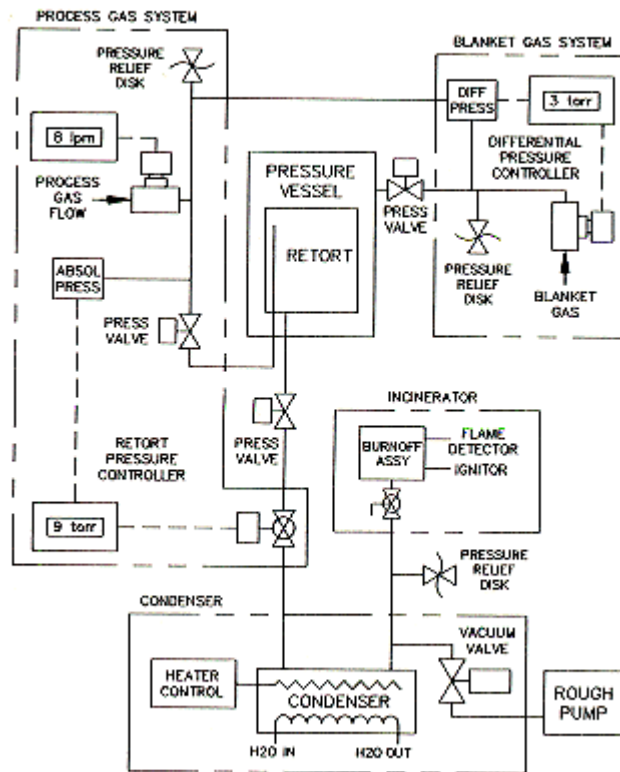 PROCESS GAS SYSTEM
PRESSURE
RELIEF
DISK
8 lpm
PROCESS
GAS
FLOW
ABSOL
PRESS
PRESS
VALVE
RETORT
PRESSURE
CONTROLLER
9 torr
PRESSURE
VESSEL
RETORT
PRESS
VALVE
BLANKET GAS SYSTEM
DIFF
PRESS
3 torr
DIFFERENTIAL
PRESSURE
CONTROLLER
PRESS
VALVE
PRESSURE
RELIEF
DISK
BLANKET
GAS
INCINERATOR
BURNOFF
ASSY
FLAME
DETECTOR
IGNITOR
PRESSURE
RELIEF
DISK
CONDENSER
HEATER
CONTROL
CONDENSER
H2O IN
H2O OUT
VACUUM
VALVE
ROUGH
PUMP